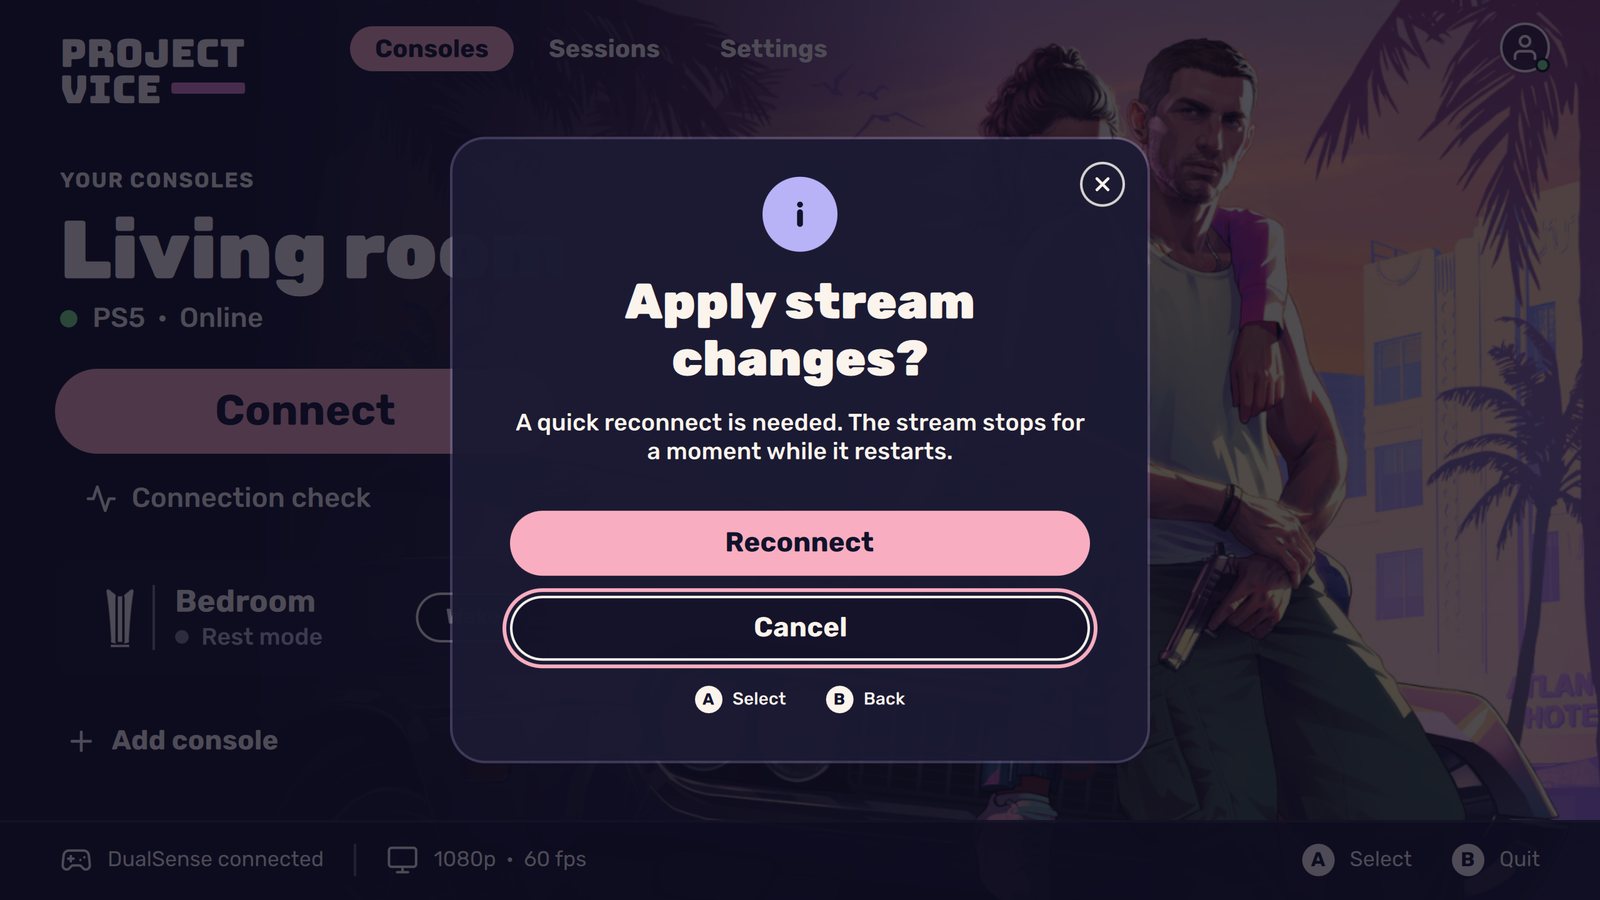 PROJECT
VICE
Consoles
Sessions
Settings
YOUR CONSOLES
Living room
PS5 • Online
Connect
Connection check
Bedroom
Rest mode
Add console
i
Apply stream
changes?
A quick reconnect is needed. The stream stops for
a moment while it restarts.
Reconnect
Cancel
A Select
B Back
HOTE
DualSense connected
1080p • 60 fps
A Select
B Quit